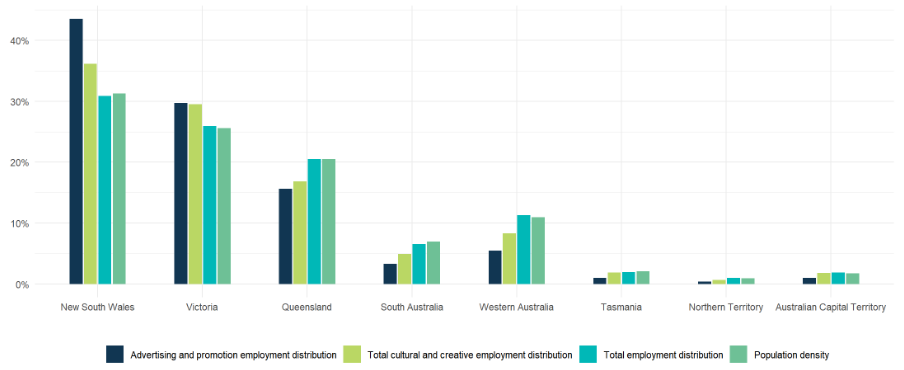 40%
30%
20%
10%
0%
New South Wales Victoria Queensland South Australia Western Australia Tasmania Northern Territory Australian Capital Territory
Advertising and promotion employment distribution Total cultural and creative employment distribution Total employment distribution Population density